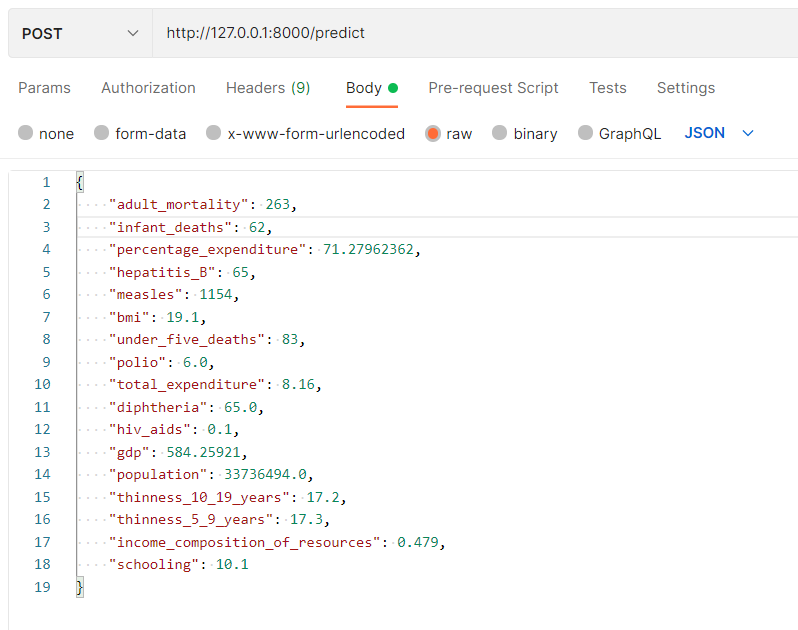 POST http://127.0.0.1:8000/predict
Params Authorization Headers (9) Body Pre-request Script Tests Settings
none form-data x-www-form-urlencoded raw binary GraphQL JSON
1 {
2 "adult_mortality": 263,
3 "infant_deaths": 62,
4 "percentage_expenditure": 71.27962362,
5 "hepatitis_B": 65,
6 "measles": 1154,
7 "bmi": 19.1,
8 "under_five_deaths": 83,
9 "polio": 6.0,
10 "total_expenditure": 8.16,
11 "diphtheria": 65.0,
12 "hiv_aids": 0.1,
13 "gdp": 584.25921,
14 "population": 33736494.0,
15 "thinness_10_19_years": 17.2,
16 "thinness_5_9_years": 17.3,
17 "income_composition_of_resources": 0.479,
18 "schooling": 10.1
19 }